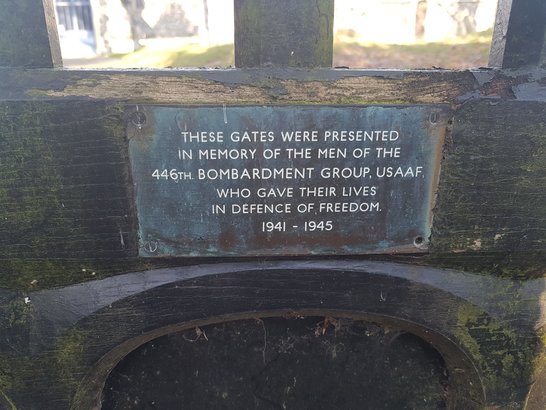 THESE GATES WERE PRESENTED
IN MEMORY OF THE MEN OF THE
446TH. BOMBARDMENT GROUP, USAAF,
WHO GAVE THEIR LIVES
IN DEFENCE OF FREEDOM.
1941 - 1945